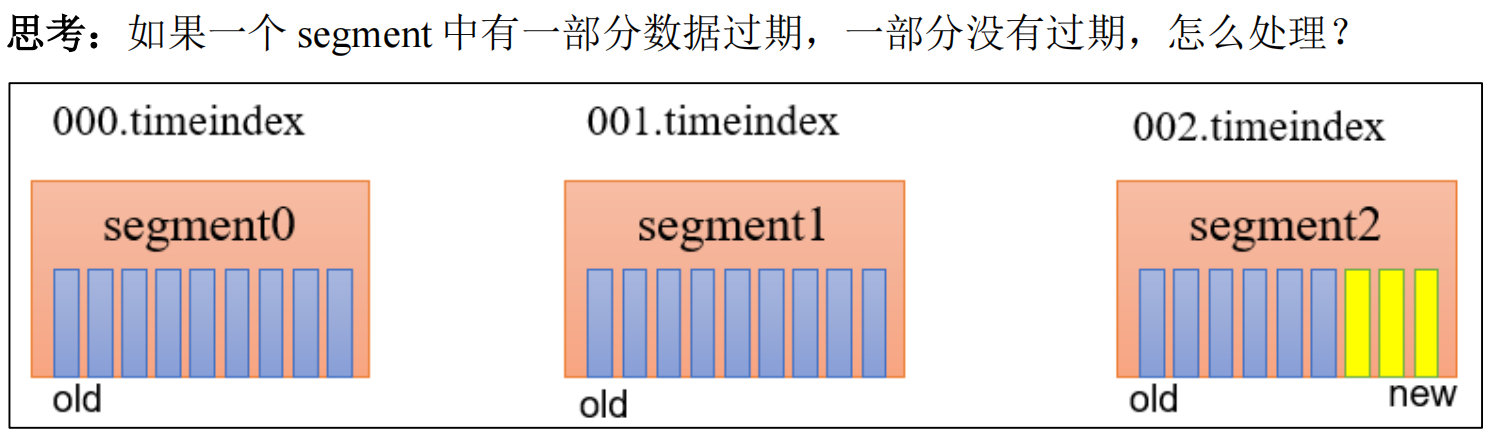 思考：如果一个 segment 中有一部分数据过期，一部分没有过期，怎么处理？
000.timeindex
001.timeindex
002.timeindex
segment0
segment1
segment2
old
old
old
new